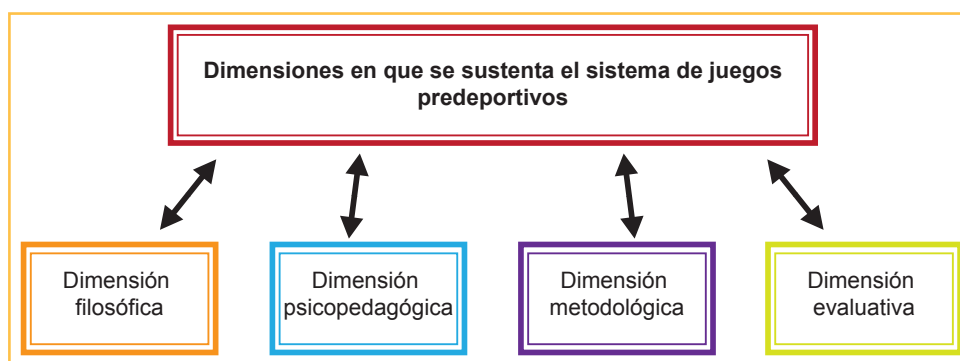 Dimensiones en que se sustenta el sistema de juegos
predeportivos
Dimensión
filosófica
Dimensión
psicopedagógica
Dimensión
metodológica
Dimensión
evaluativa